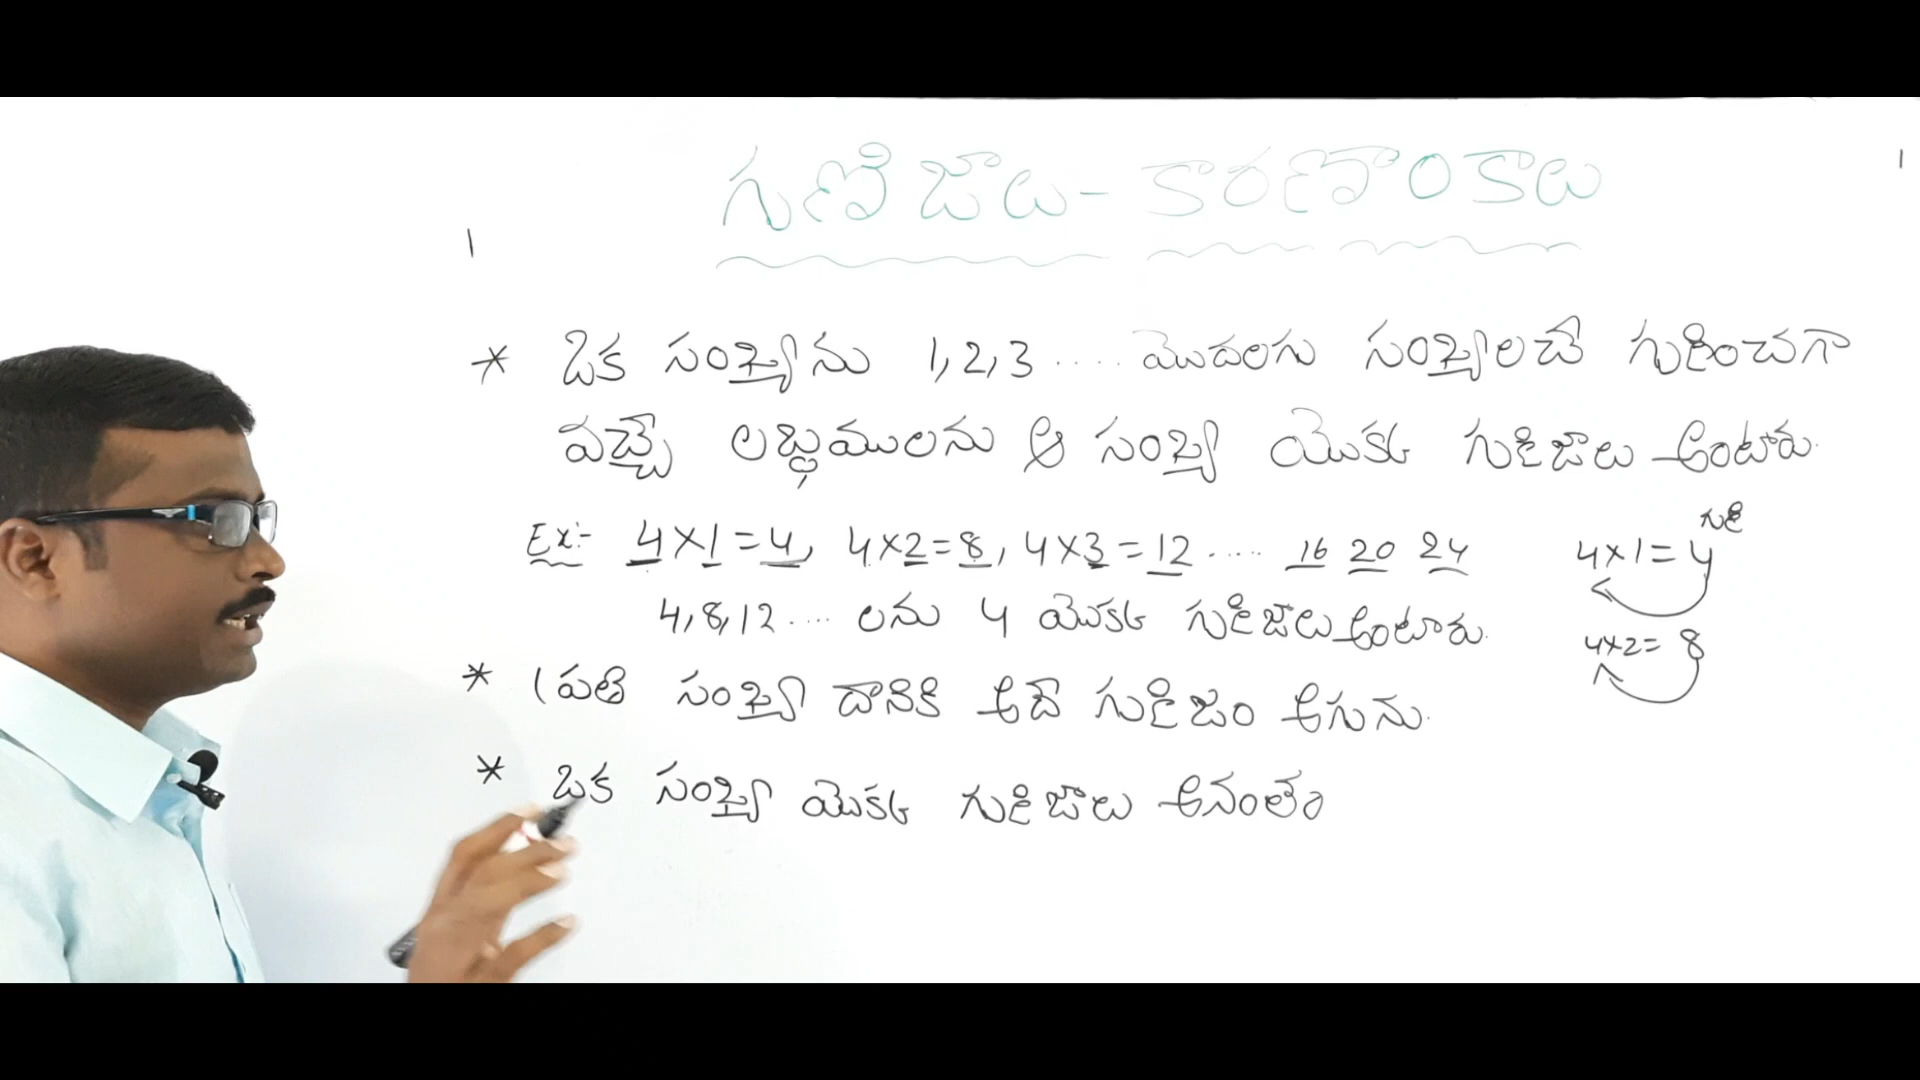 గుణిజాలు - కారణాంకాలు
* ఒక సంఖ్యను 1, 2, 3 .... మొదలగు సంఖ్యలచే గుణించగా
వచ్చే లబ్ధములను ఆ సంఖ్య యొక్క గుణిజాలు అంటారు.
Ex:- 4×1=4, 4×2=8, 4×3=12 ..... 16 20 24
4, 8, 12 .... లను 4 యొక్క గుణిజాలు అంటారు.
* ప్రతి సంఖ్య దానికి అదే గుణిజం అగును.
* ఒక సంఖ్య యొక్క గుణిజాలు అనంతం
గుణి
4×1=4
4×2=8